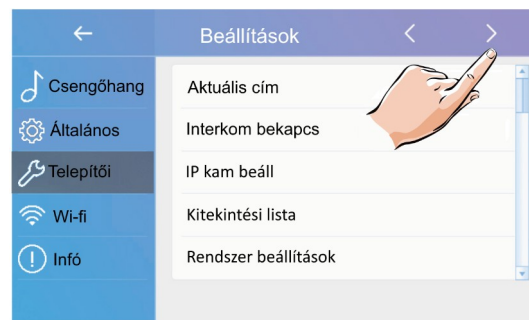 Beállítások
Csengőhang
Általános
Telepítői
Wi-fi
Infó
Aktuális cím
Interkom bekapcs
IP kam beáll
Kitekintési lista
Rendszer beállítások